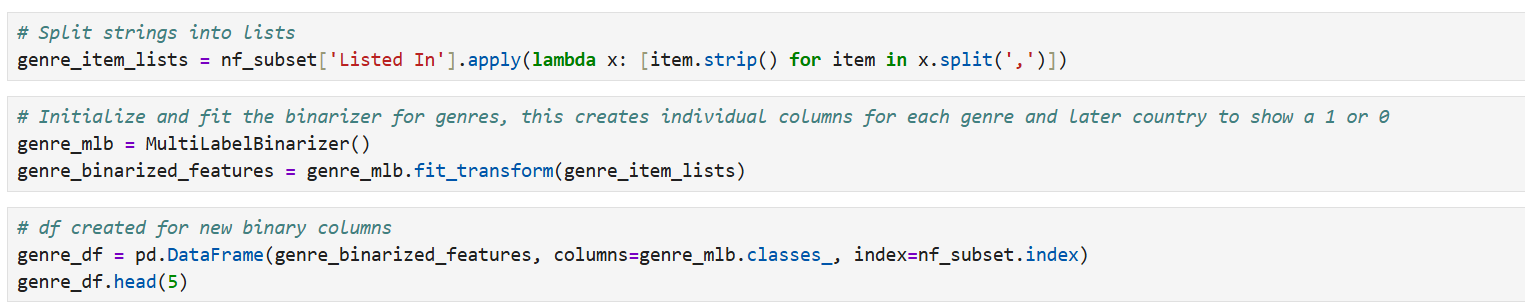 # Split strings into lists
genre_item_lists = nf_subset['Listed In'].apply(lambda x: [item.strip() for item in x.split(',')])
# Initialize and fit the binarizer for genres, this creates individual columns for each genre and later country to show a 1 or 0
genre_mlb = MultiLabelBinarizer()
genre_binarized_features = genre_mlb.fit_transform(genre_item_lists)
# df created for new binary columns
genre_df = pd.DataFrame(genre_binarized_features, columns=genre_mlb.classes_, index=nf_subset.index)
genre_df.head(5)